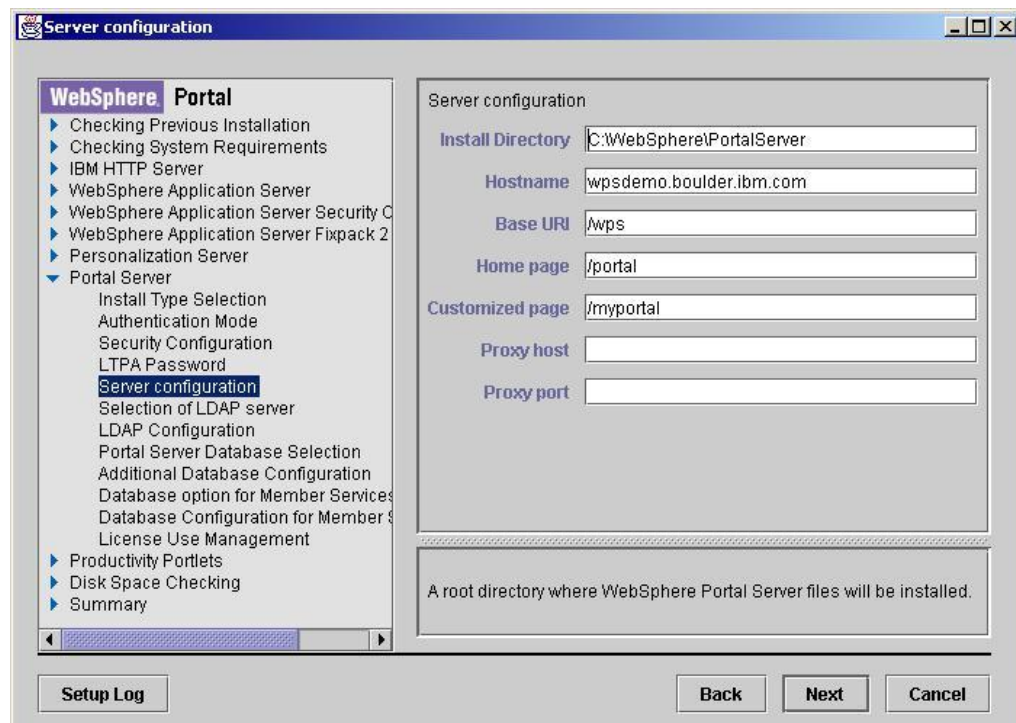 Server configuration
WebSphere Portal
Checking Previous Installation
Checking System Requirements
IBM HTTP Server
WebSphere Application Server
WebSphere Application Server Security C
WebSphere Application Server Fixpack 2
Personalization Server
Portal Server
Install Type Selection
Authentication Mode
Security Configuration
LTPA Password
Server configuration
Selection of LDAP server
LDAP Configuration
Portal Server Database Selection
Additional Database Configuration
Database option for Member Services
Database Configuration for Member S
License Use Management
Productivity Portlets
Disk Space Checking
Summary
Server configuration
Install Directory C:\WebSphere\PortalServer
Hostname wpsdemo.boulder.ibm.com
Base URI /wps
Home page /portal
Customized page /myportal
Proxy host
Proxy port
A root directory where WebSphere Portal Server files will be installed.
Setup Log Back Next Cancel